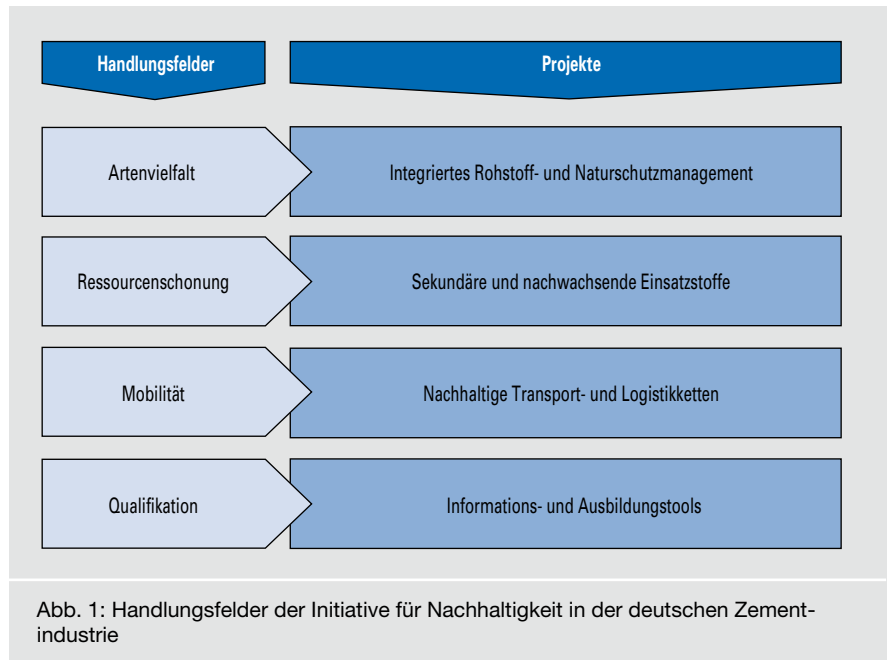 Handlungsfelder
Projekte
Artenvielfalt
Integriertes Rohstoff- und Naturschutzmanagement
Ressourcenschonung
Sekundäre und nachwachsende Einsatzstoffe
Mobilität
Nachhaltige Transport- und Logistikketten
Qualifikation
Informations- und Ausbildungstools
Abb. 1: Handlungsfelder der Initiative für Nachhaltigkeit in der deutschen Zement-
industrie